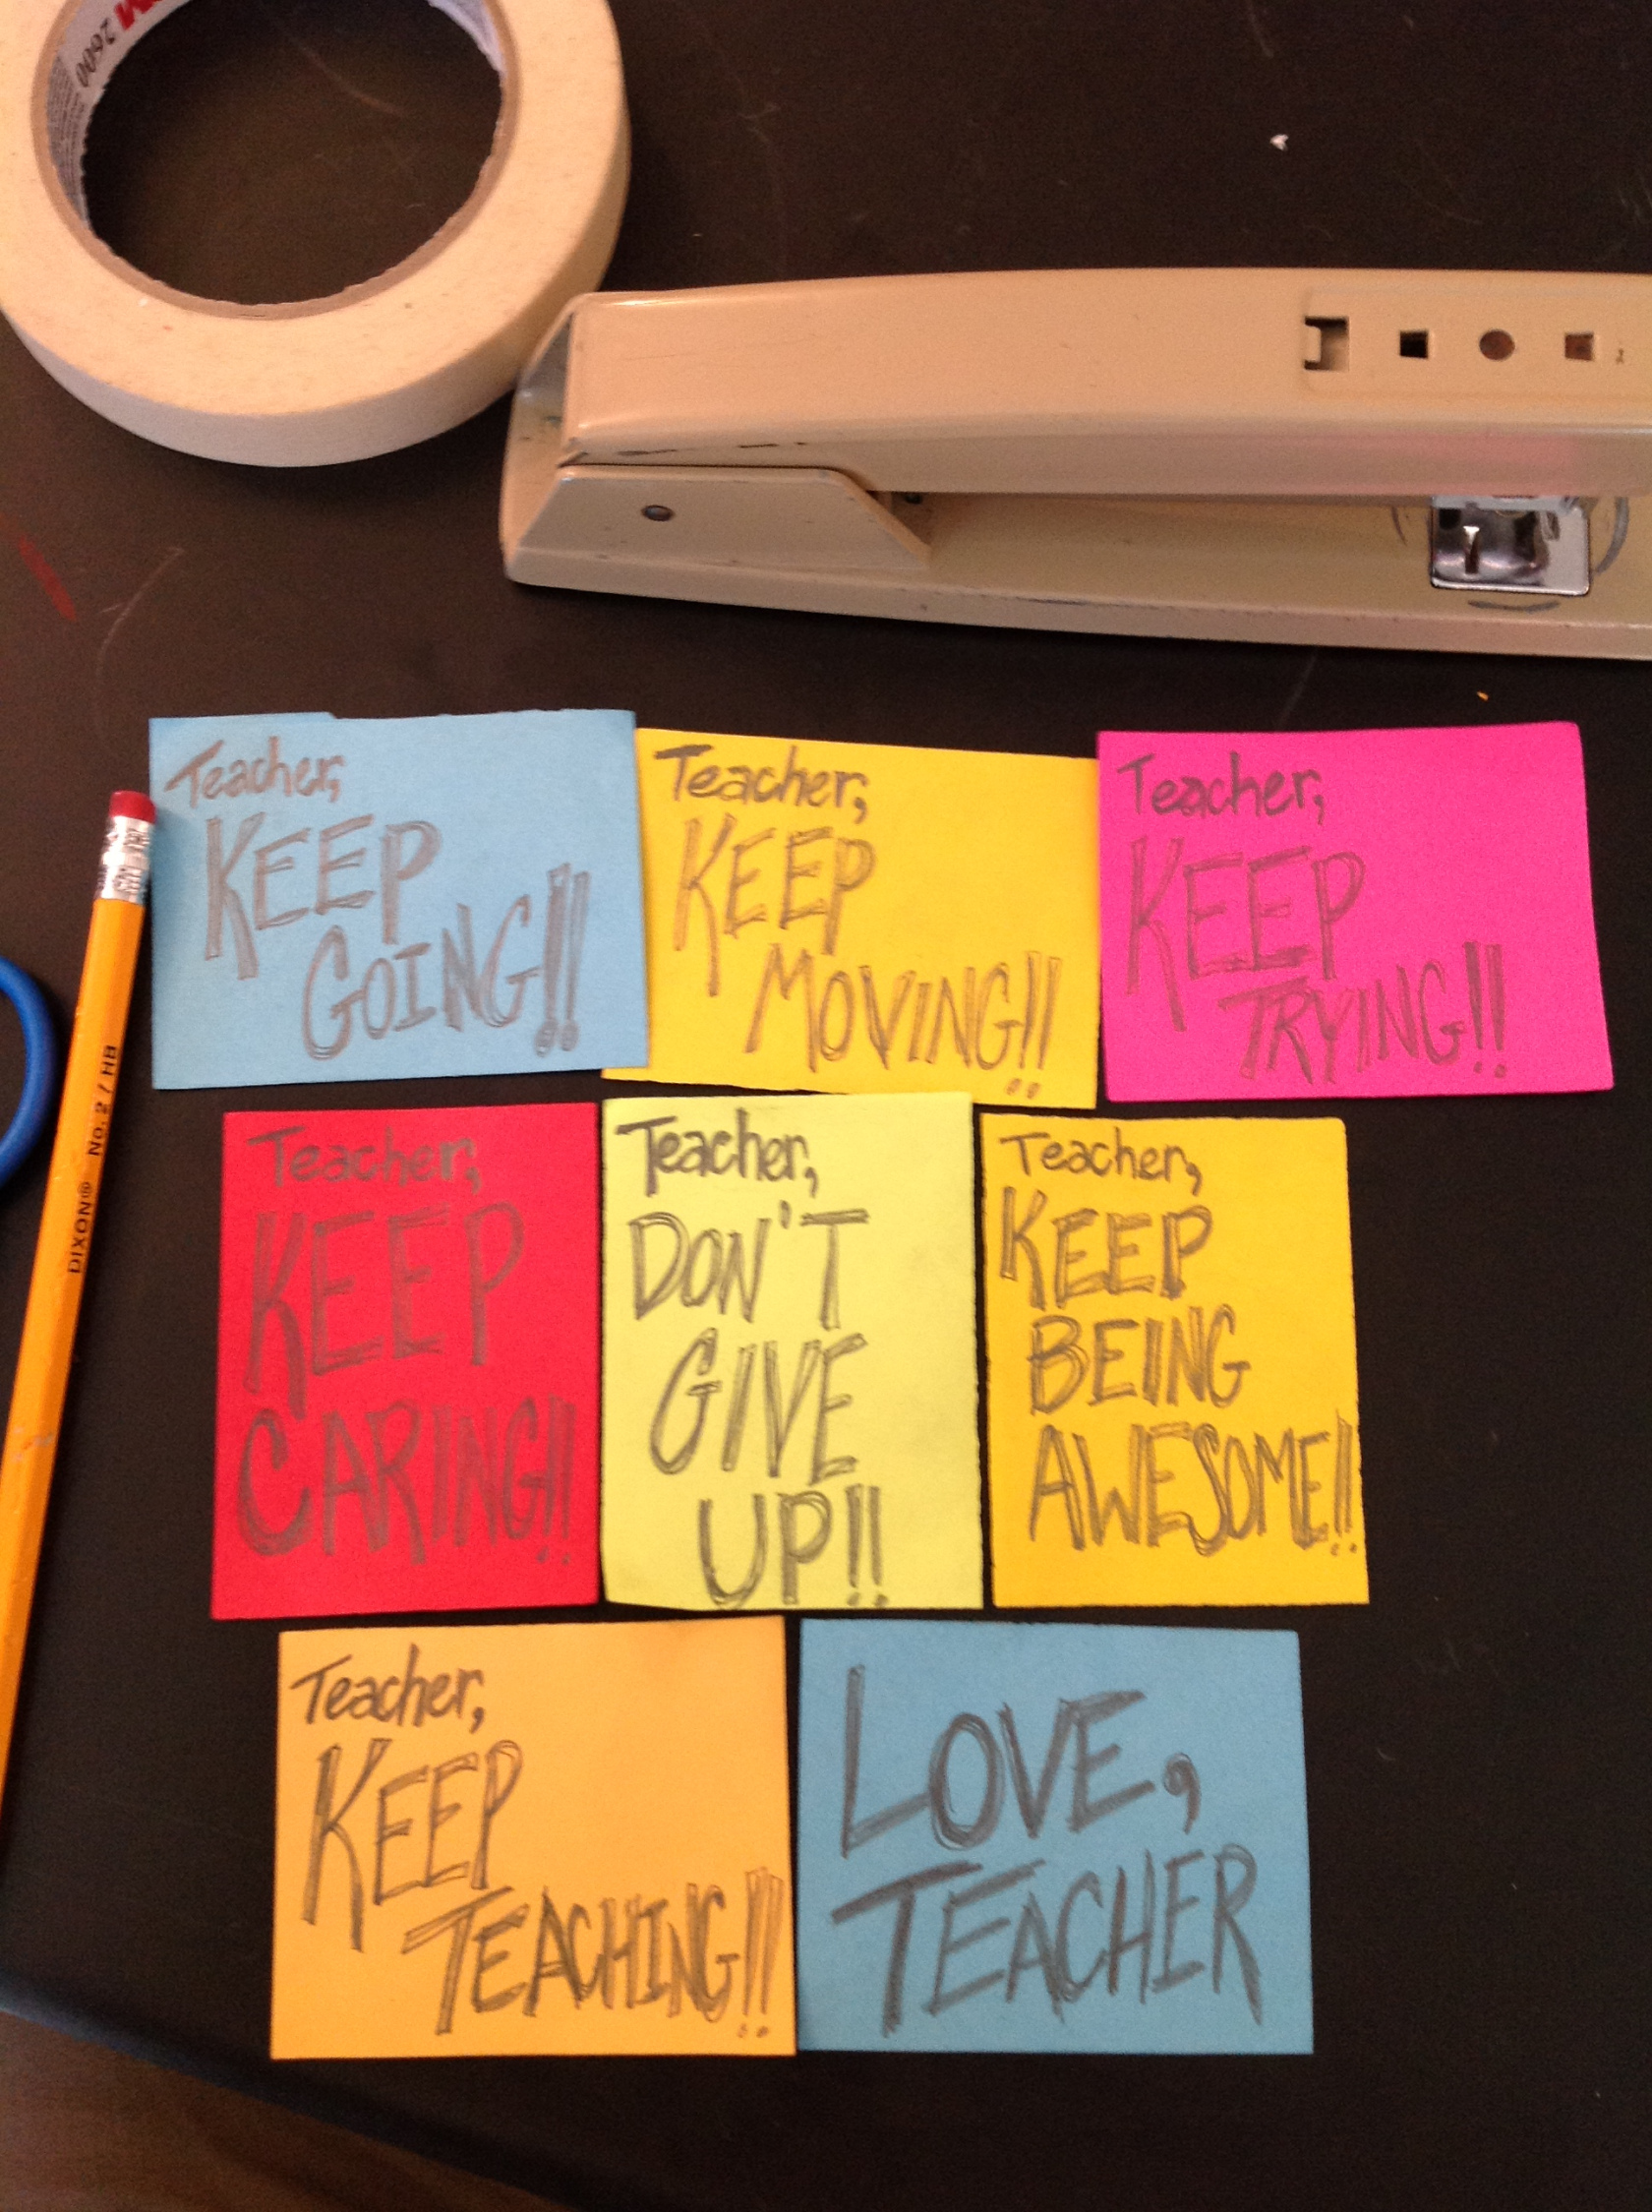 2600
Teacher,
KEEP
GOING!!
Teacher,
KEEP
MOVING!!
Teacher,
KEEP
TRYING!!
DIXON® No. 2 / HB
Teacher,
KEEP
CARING!!
Teacher,
DON'T
GIVE
UP!!
Teacher,
KEEP
BEING
AWESOME!!
Teacher,
KEEP
TEACHING!!
LOVE,
TEACHER